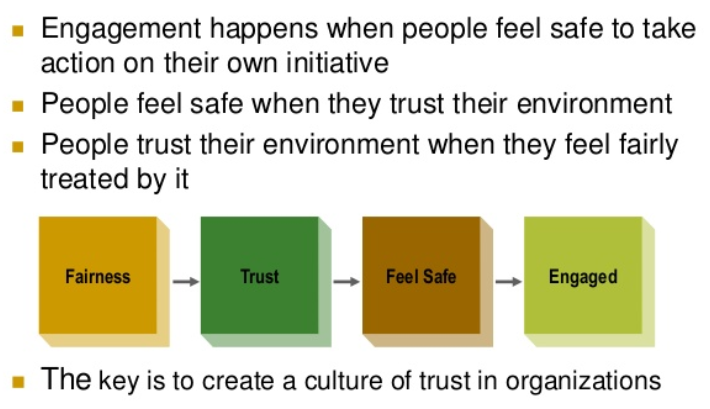 Engagement happens when people feel safe to take
action on their own initiative
People feel safe when they trust their environment
People trust their environment when they feel fairly
treated by it
Fairness
Trust
Feel Safe
Engaged
The key is to create a culture of trust in organizations